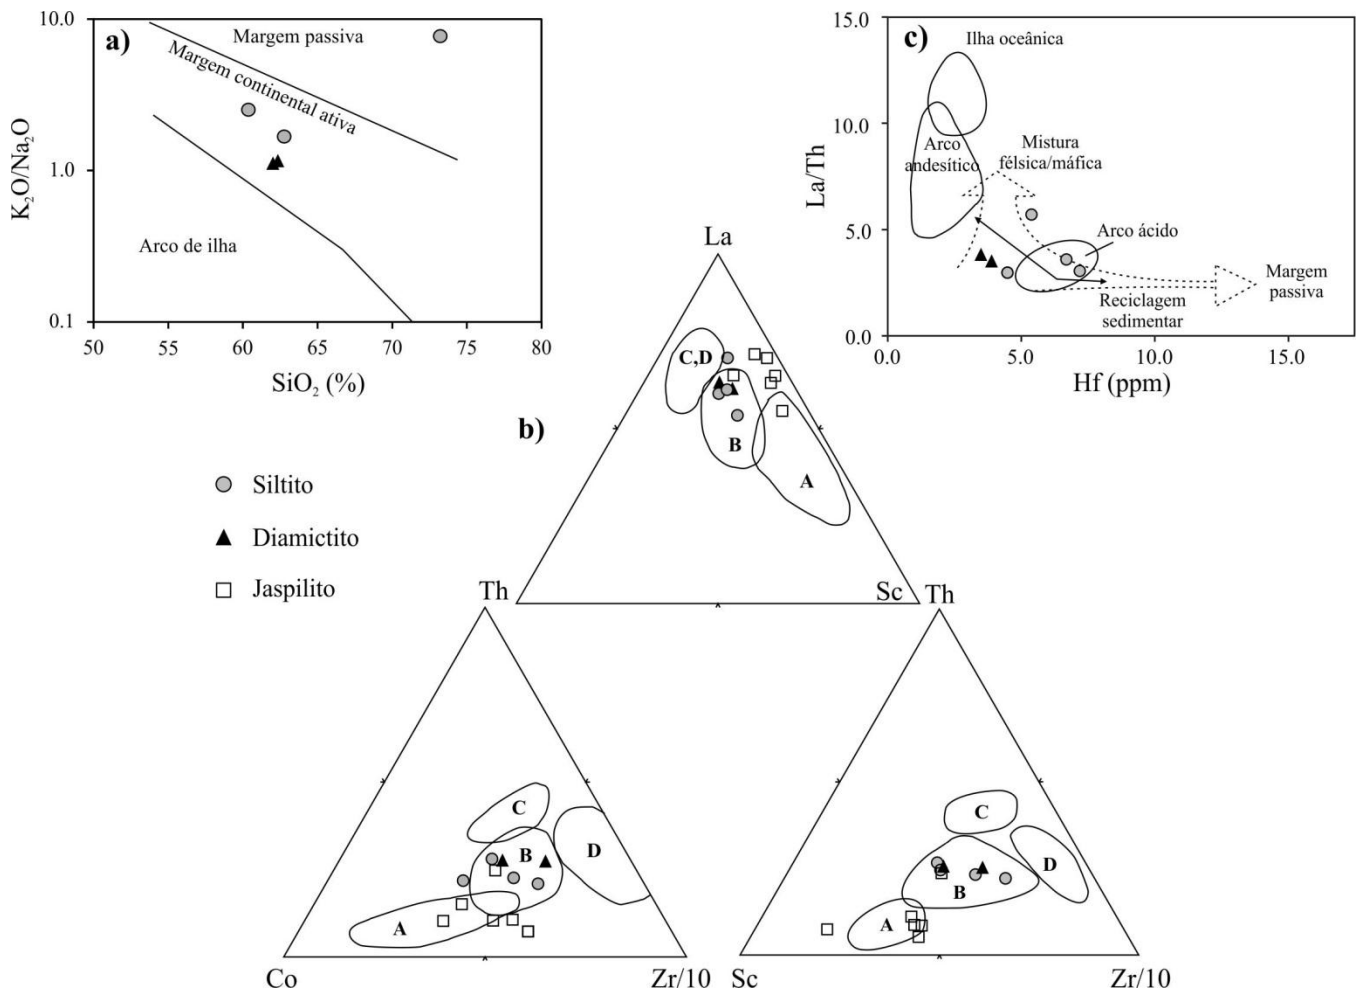 a)
10.0
1.0
0.1
K₂O/Na₂O
Margem passiva
Margem continental
ativa
Arco de ilha
50
55
60
65
70
75
80
SiO₂ (%)
c)
15.0
10.0
5.0
0.0
La/Th
Ilha oceânica
Arco
andesítico
Mistura
félsica/máfica
Arco ácido
Reciclagem
sedimentar
Margem
passiva
0.0
5.0
10.0
15.0
Hf (ppm)
b)
La
C,D
B
A
Th
Sc
Siltito
Diamictito
Jaspilito
C
B
D
A
Co
Zr/10
Th
C
D
B
A
Sc
Zr/10